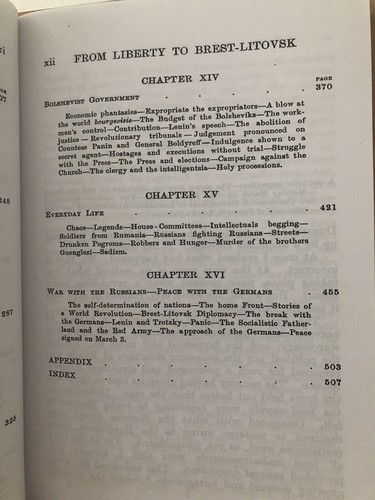 xii FROM LIBERTY TO BREST-LITOVSK
CHAPTER XIV
PAGE
BOLSHEVIST GOVERNMENT . . . . . 370
Economic phantasies—Expropriate the expropriators—A blow at
the world bourgeoisie—The Budget of the Bolsheviks—The work-
men's control—Contribution—Lenin's speech—The abolition of
justice—Revolutionary tribunals—Judgement pronounced on
Countess Panin and General Boldyreff—Indulgence shown to a
secret agent—Hostages and executions without trial—Struggle
with the Press—The Press and elections—Campaign against the
Church—The clergy and the intelligentsia—Holy processions.
CHAPTER XV
EVERYDAY LIFE . . . . . . 421
Chaos—Legends—House-Committees—Intellectuals begging—
Soldiers from Rumania—Russians fighting Russians—Streets—
Drunken Pogroms—Robbers and Hunger—Murder of the brothers
Guenglezi—Sadism.
CHAPTER XVI
WAR WITH THE RUSSIANS—PEACE WITH THE GERMANS . 455
The self-determination of nations—The home Front—Stories of
a World Revolution—Brest-Litovsk Diplomacy—The break with
the Germans—Lenin and Trotsky—Panic—The Socialistic Father-
land and the Red Army—The approach of the Germans—Peace
signed on March 3.
APPENDIX . . . . . . . 503
INDEX . . . . . . . 507
248
287
325